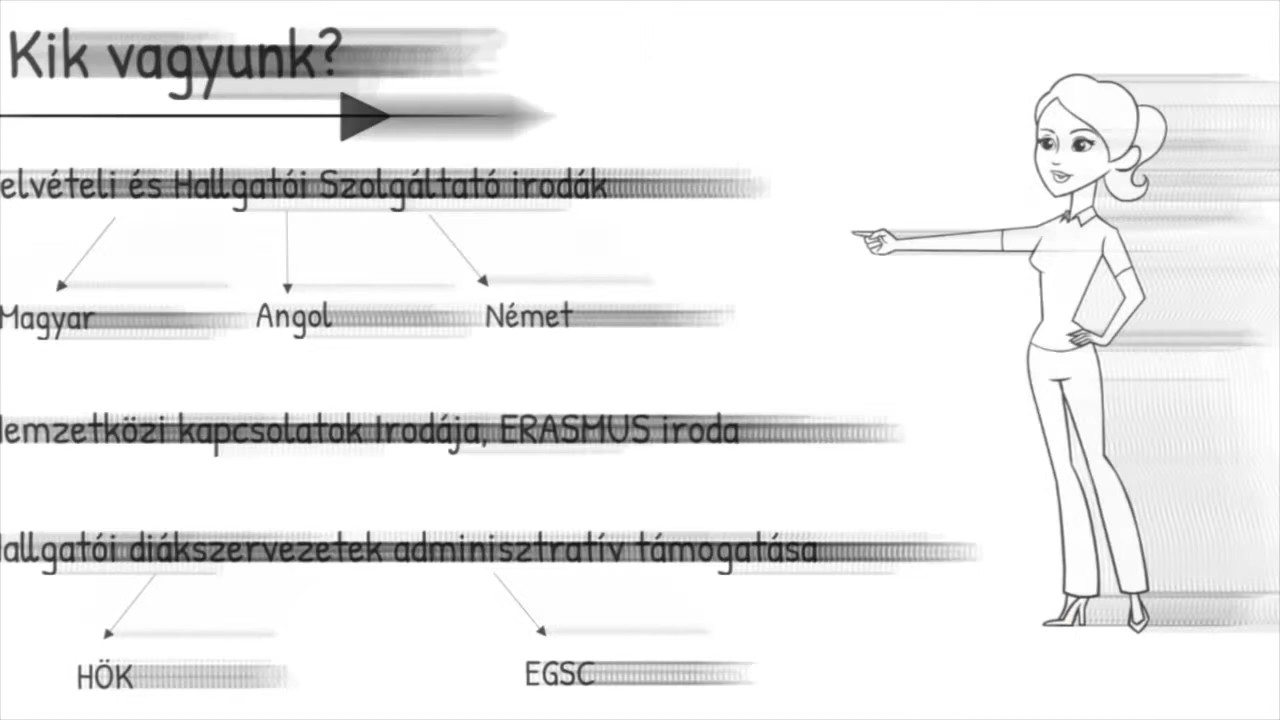 Kik vagyunk?
elvételi és Hallgatói Szolgáltató irodák
Magyar Angol Német
emzetközi kapcsolatok Irodája, ERASMUS iroda
allgatói diákszervezetek adminisztratív támogatása
HÖK EGSC